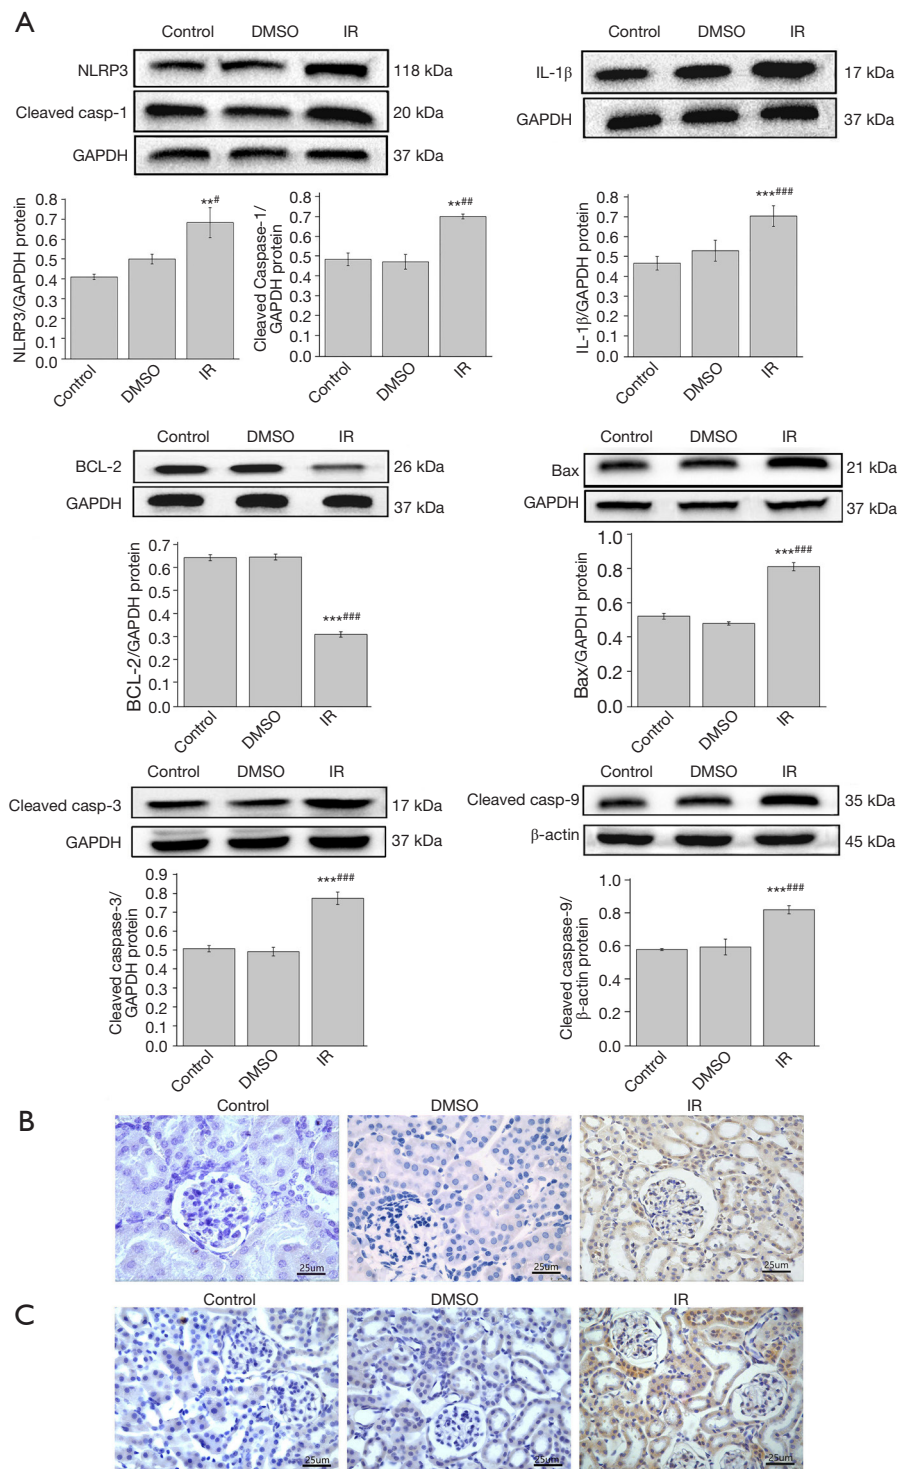 A
Control DMSO IR
NLRP3 118 kDa
Cleaved casp-1 20 kDa
GAPDH 37 kDa
Control DMSO IR
IL-1β 17 kDa
GAPDH 37 kDa
NLRP3/GAPDH protein
0.8
0.7
0.6
0.5
0.4
0.3
0.2
0.1
0.0
**#
Control DMSO IR
Cleaved Caspase-1/
GAPDH protein
0.8
0.7
0.6
0.5
0.4
0.3
0.2
0.1
0.0
**##
Control DMSO IR
IL-1β/GAPDH protein
0.8
0.7
0.6
0.5
0.4
0.3
0.2
0.1
0.0
***###
Control DMSO IR
Control DMSO IR
BCL-2 26 kDa
GAPDH 37 kDa
Control DMSO IR
Bax 21 kDa
GAPDH 37 kDa
BCL-2/GAPDH protein
0.7
0.6
0.5
0.4
0.3
0.2
0.1
0.0
***###
Control DMSO IR
Bax/GAPDH protein
1.0
0.8
0.6
0.4
0.2
0.0
***###
Control DMSO IR
Control DMSO IR
Cleaved casp-3 17 kDa
GAPDH 37 kDa
Control DMSO IR
Cleaved casp-9 35 kDa
β-actin 45 kDa
Cleaved caspase-3/
GAPDH protein
0.9
0.8
0.7
0.6
0.5
0.4
0.3
0.2
0.1
0.0
***###
Control DMSO IR
Cleaved caspase-9/
β-actin protein
1.0
0.8
0.6
0.4
0.2
0.0
***###
Control DMSO IR
B
Control DMSO IR
25um 25um 25um
C
Control DMSO IR
25um 25um 25um